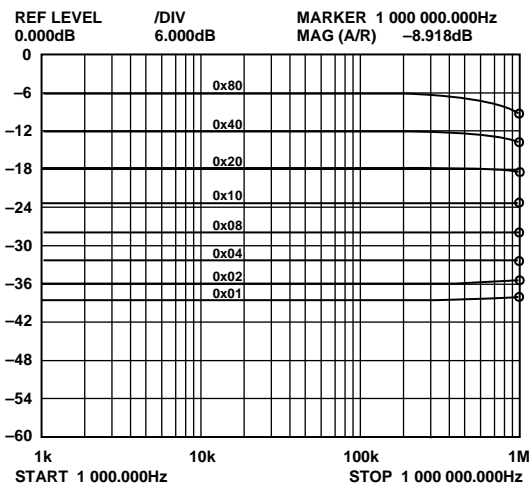 REF LEVEL /DIV MARKER 1 000 000.000Hz
0.000dB 6.000dB MAG (A/R) –8.918dB
0
–6
–12
–18
–24
–30
–36
–42
–48
–54
–60
0x80
0x40
0x20
0x10
0x08
0x04
0x02
0x01
1k 10k 100k 1M
START 1 000.000Hz STOP 1 000 000.000Hz